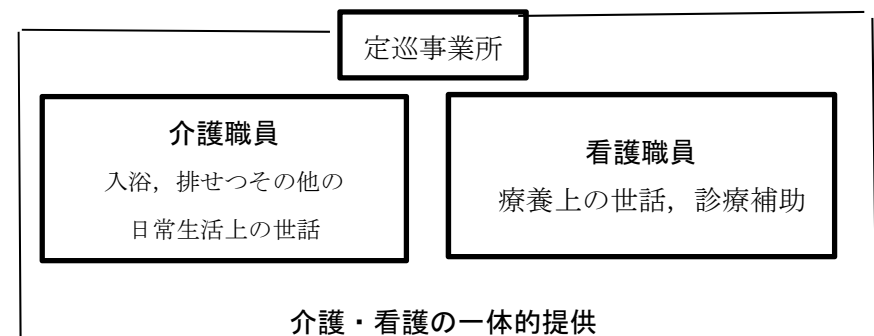 定巡事業所
介護職員
入浴，排せつその他の
日常生活上の世話
看護職員
療養上の世話，診療補助
介護・看護の一体的提供